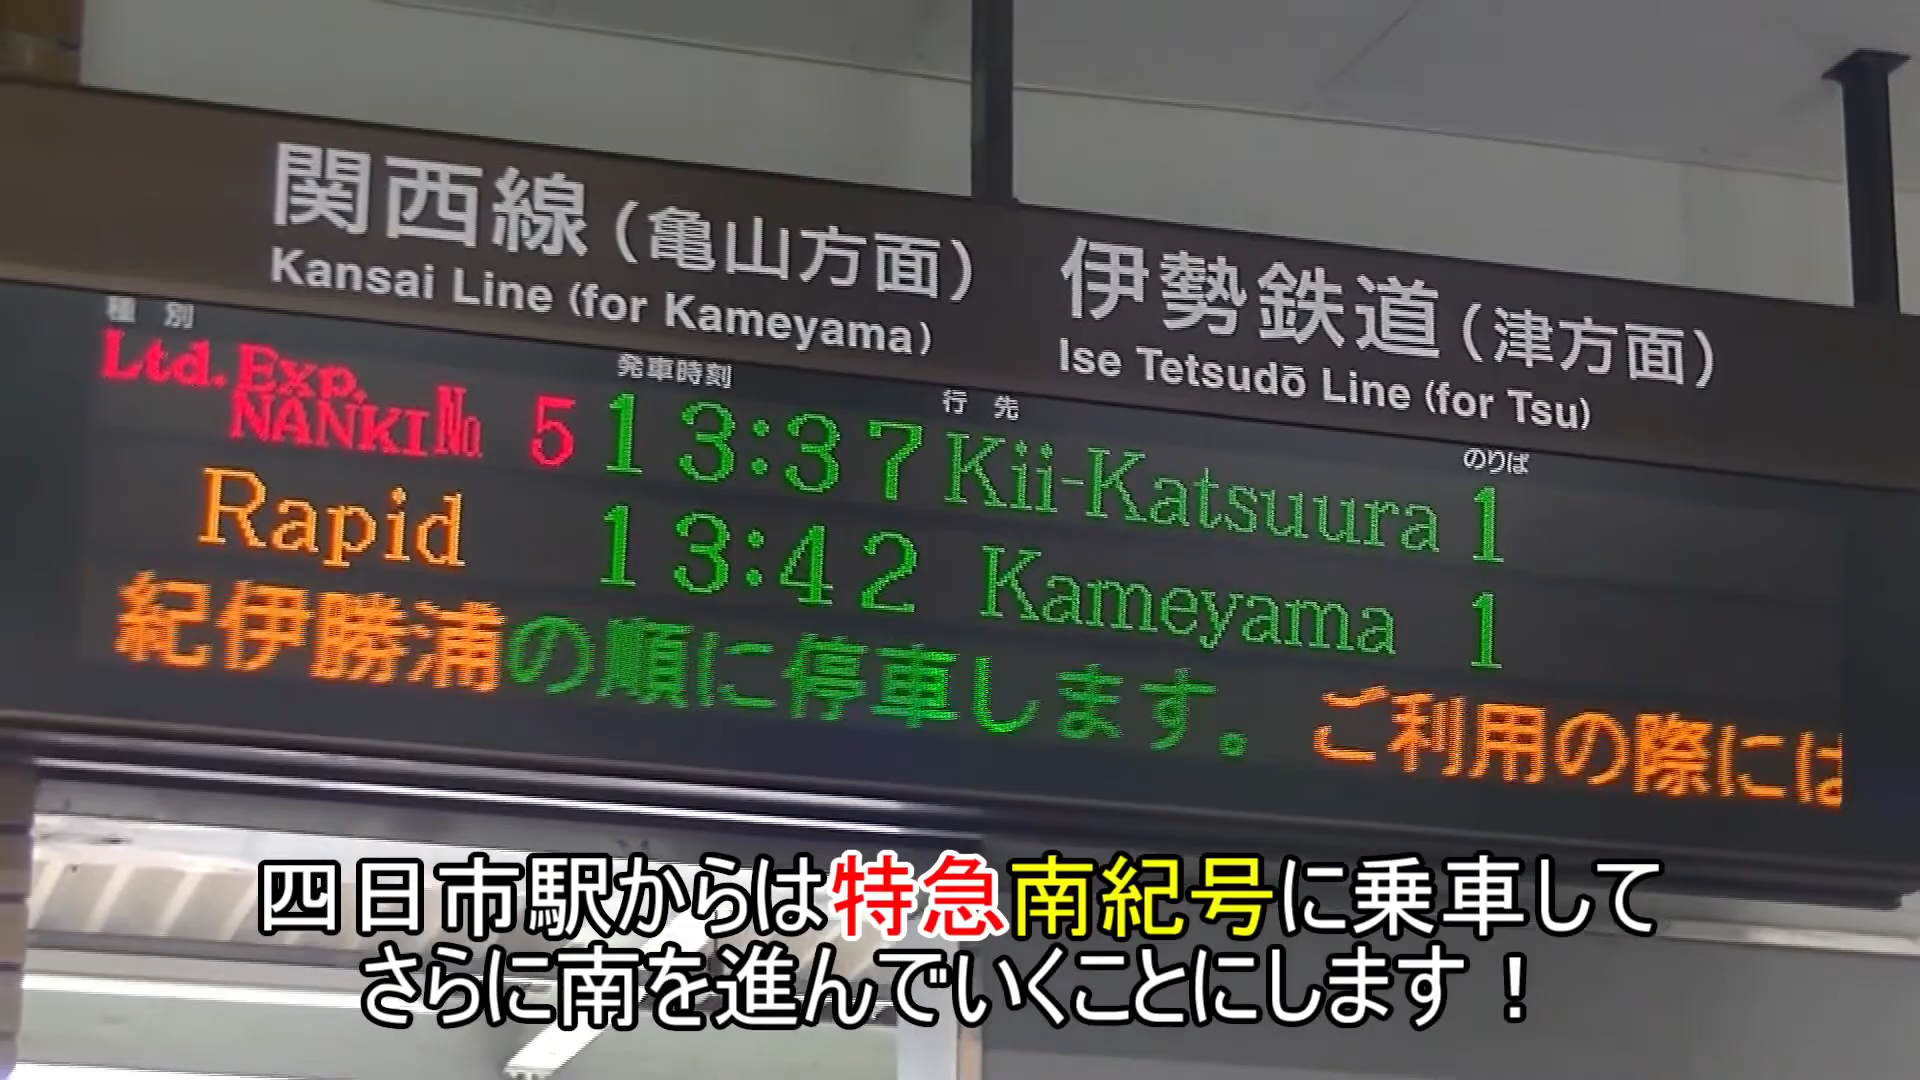 関西線(亀山方面)
Kansai Line (for Kameyama)
伊勢鉄道(津方面)
Ise Tetsudō Line (for Tsu)
種別 発車時刻 行先 のりば
Ltd. Exp. NANKI No. 5 13:37 Kii-Katsuura 1
Rapid 13:42 Kameyama 1
紀伊勝浦の順に停車します。ご利用の際には
四日市駅からは特急南紀号に乗車して
さらに南を進んでいくことにします！